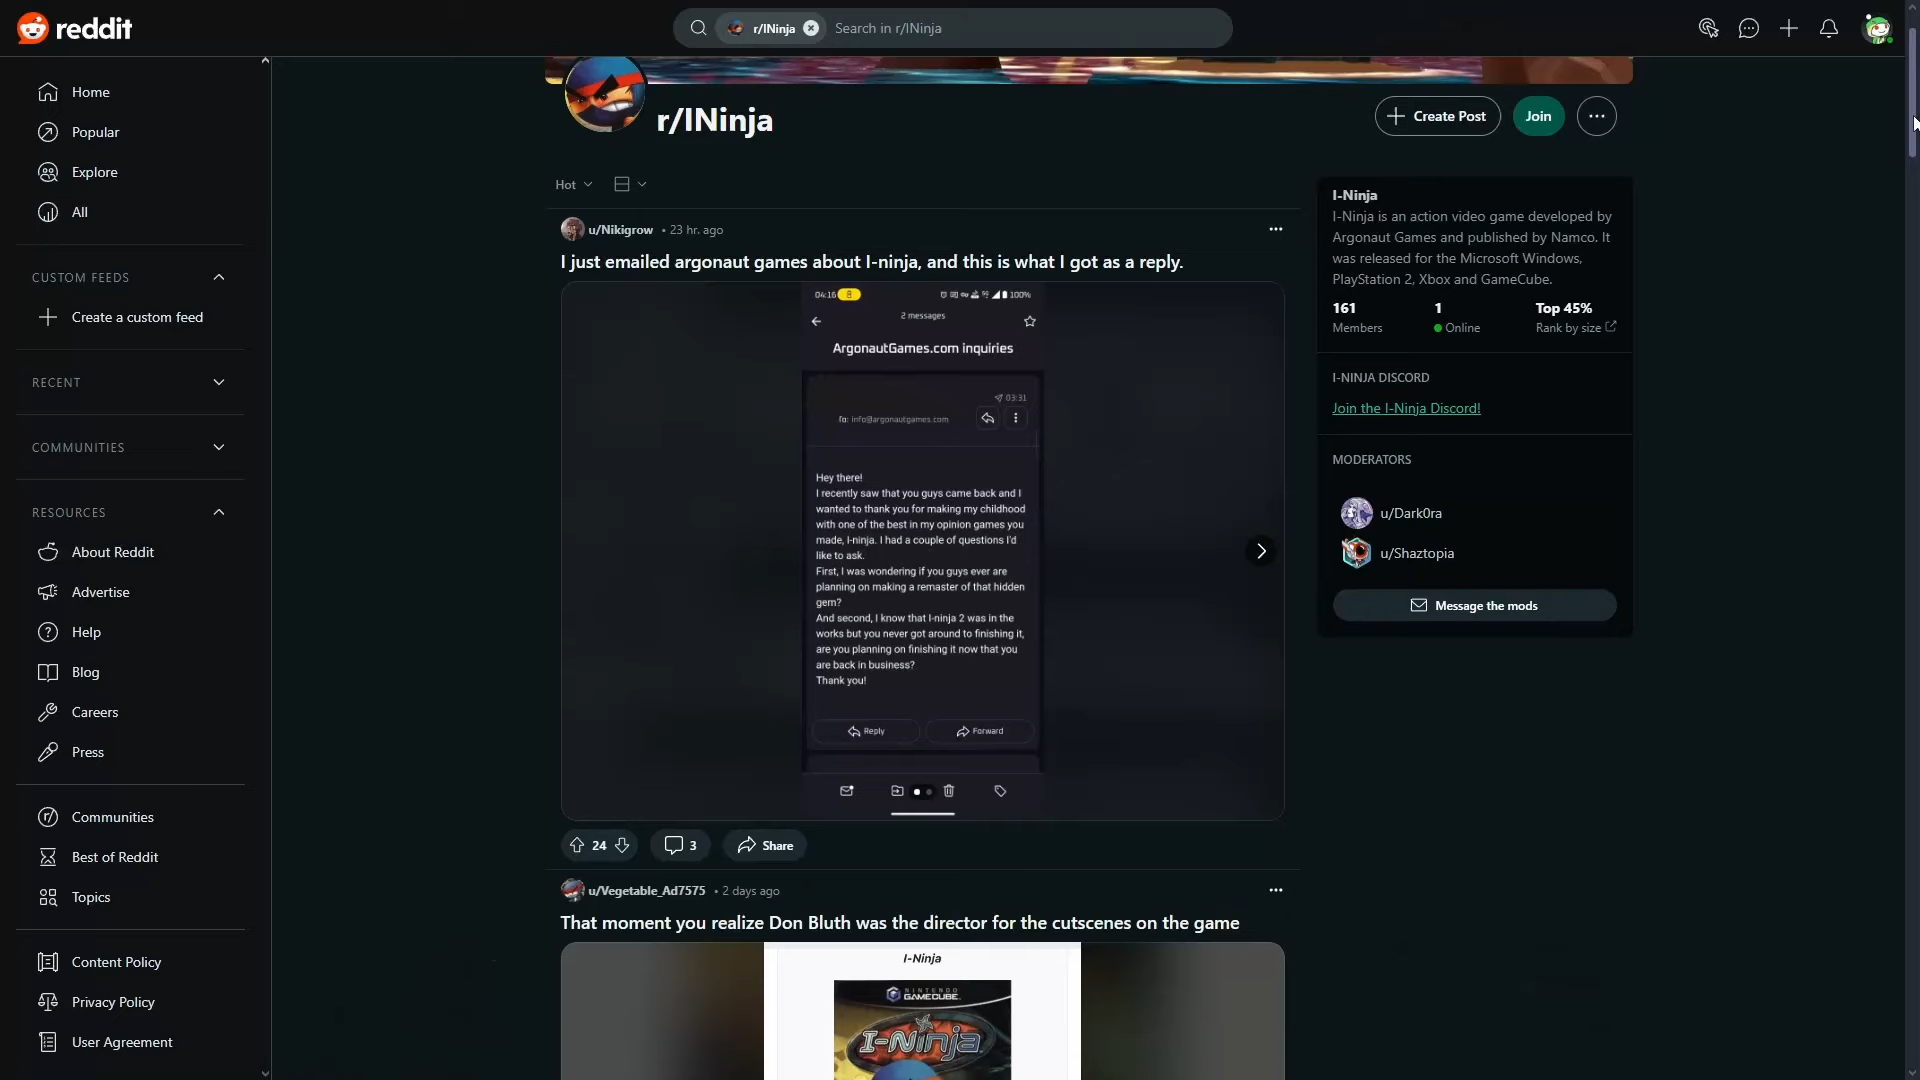 reddit
r/INinja
Search in r/INinja
Home
Popular
Explore
All
CUSTOM FEEDS
Create a custom feed
RECENT
COMMUNITIES
RESOURCES
About Reddit
Advertise
Help
Blog
Careers
Press
Communities
Best of Reddit
Topics
Content Policy
Privacy Policy
User Agreement
r/INinja
Create Post
Join
Hot
u/Nikigrow • 23 hr. ago
I just emailed argonaut games about I-ninja, and this is what I got as a reply.
04:16
100%
2 messages
ArgonautGames.com inquiries
03:31
To: info@argonautgames.com
Hey there!
I recently saw that you guys came back and I
wanted to thank you for making my childhood
with one of the best in my opinion games you
made, I-ninja. I had a couple of questions I'd
like to ask.
First, I was wondering if you guys ever are
planning on making a remaster of that hidden
gem?
And second, I know that I-ninja 2 was in the
works but you never got around to finishing it,
are you planning on finishing it now that you
are back in business?
Thank you!
Reply
Forward
24
3
Share
u/Vegetable_Ad7575 • 2 days ago
That moment you realize Don Bluth was the director for the cutscenes on the game
I-Ninja
NINTENDO
GAMECUBE
I-NINJA
I-Ninja
I-Ninja is an action video game developed by
Argonaut Games and published by Namco. It
was released for the Microsoft Windows,
PlayStation 2, Xbox and GameCube.
161
1
Top 45%
Members
Online
Rank by size
I-NINJA DISCORD
Join the I-Ninja Discord!
MODERATORS
u/Dark0ra
u/Shaztopia
Message the mods